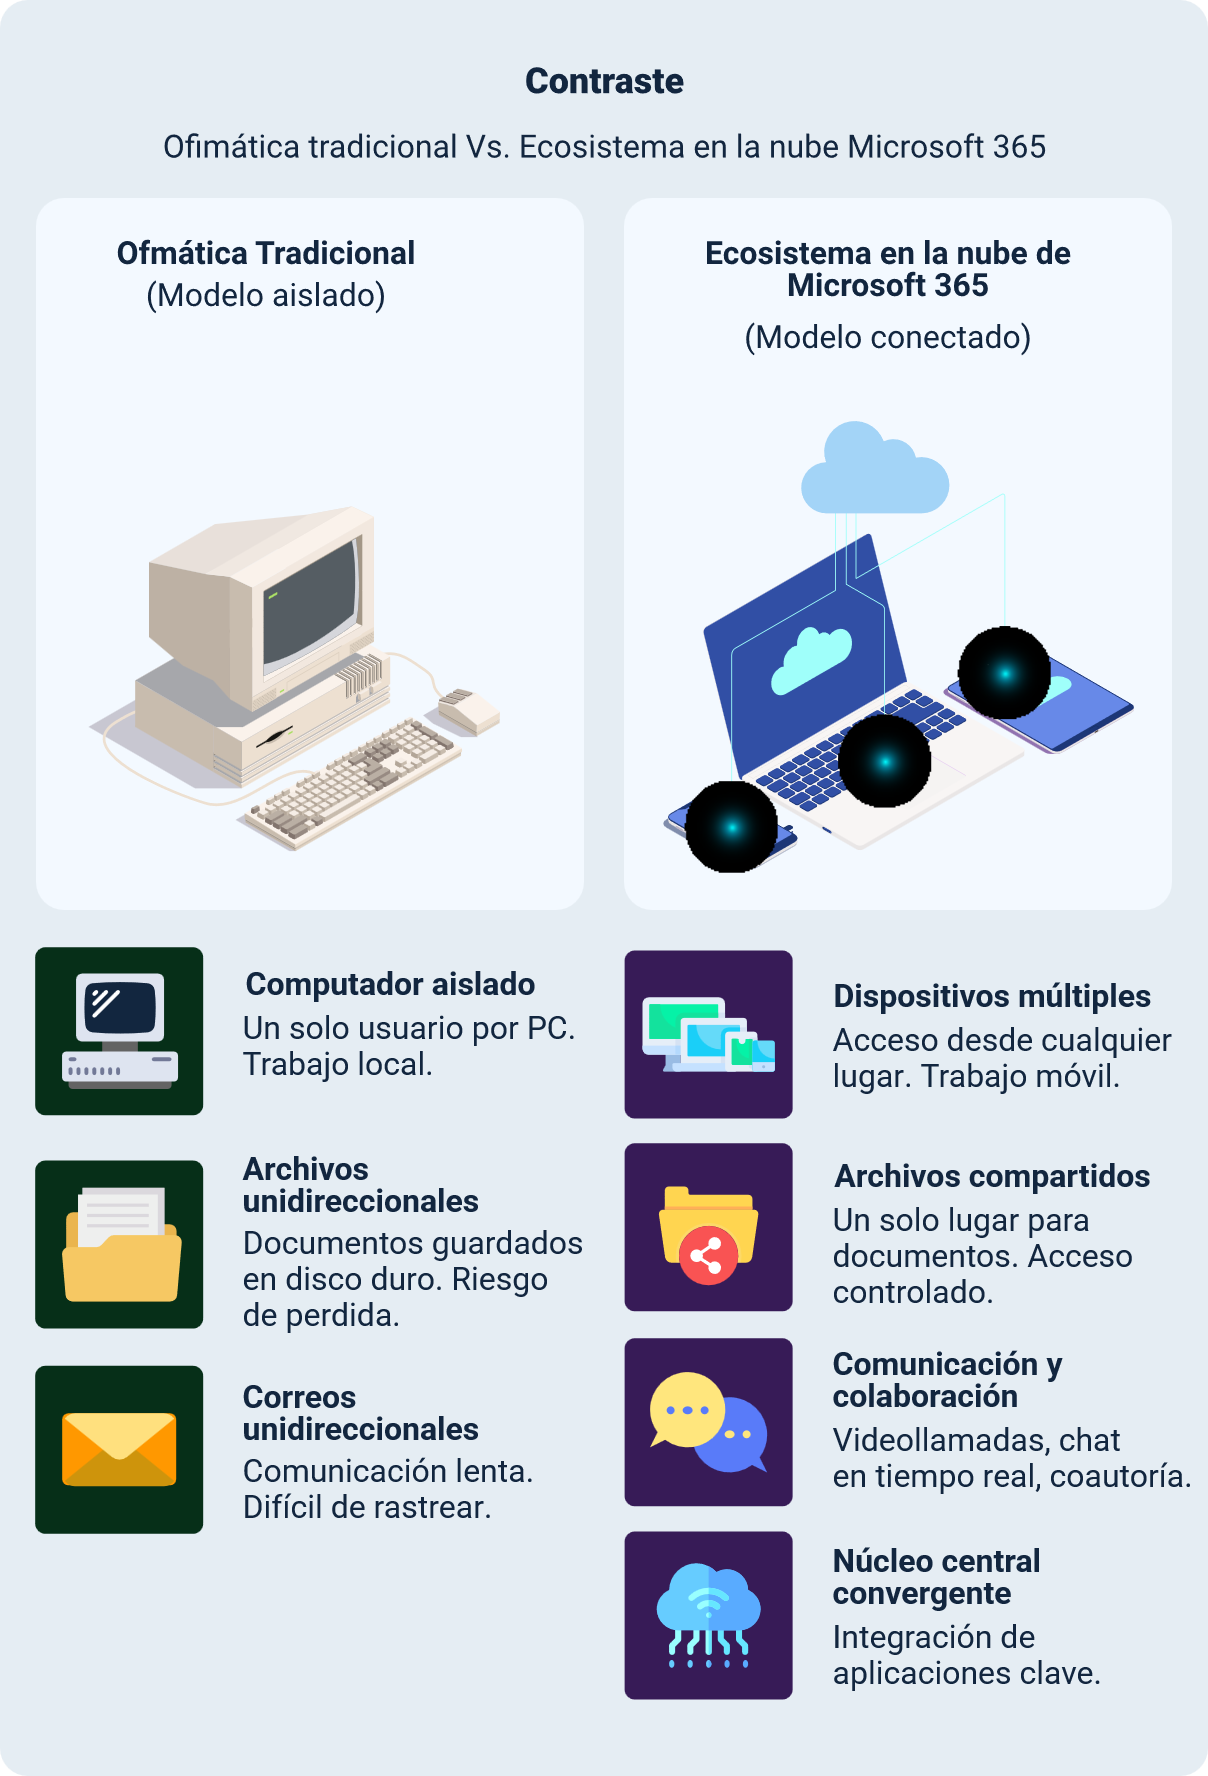 Contraste
Ofimática tradicional Vs. Ecosistema en la nube Microsoft 365
Ofmática Tradicional
(Modelo aislado)
Ecosistema en la nube de
Microsoft 365
(Modelo conectado)
Computador aislado
Un solo usuario por PC.
Trabajo local.
Archivos
unidireccionales
Documentos guardados
en disco duro. Riesgo
de perdida.
Correos
unidireccionales
Comunicación lenta.
Difícil de rastrear.
Dispositivos múltiples
Acceso desde cualquier
lugar. Trabajo móvil.
Archivos compartidos
Un solo lugar para
documentos. Acceso
controlado.
Comunicación y
colaboración
Videollamadas, chat
en tiempo real, coautoría.
Núcleo central
convergente
Integración de
aplicaciones clave.